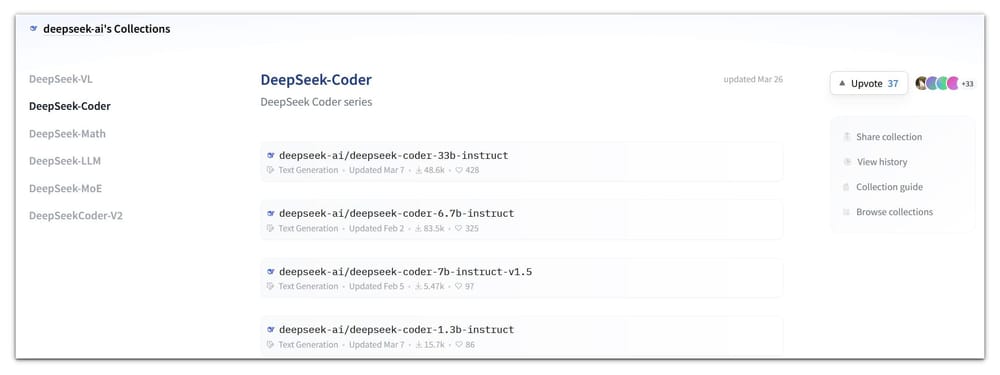 deepseek-ai's Collections
DeepSeek-VL
DeepSeek-Coder
DeepSeek-Math
DeepSeek-LLM
DeepSeek-MoE
DeepSeekCoder-V2
DeepSeek-Coder
updated Mar 26
DeepSeek Coder series
deepseek-ai/deepseek-coder-33b-instruct
Text Generation • Updated Mar 7 • 48.6k • 428
deepseek-ai/deepseek-coder-6.7b-instruct
Text Generation • Updated Feb 2 • 83.5k • 325
deepseek-ai/deepseek-coder-7b-instruct-v1.5
Text Generation • Updated Feb 5 • 5.47k • 97
deepseek-ai/deepseek-coder-1.3b-instruct
Text Generation • Updated Mar 7 • 15.7k • 86
Upvote 37
+33
Share collection
View history
Collection guide
Browse collections